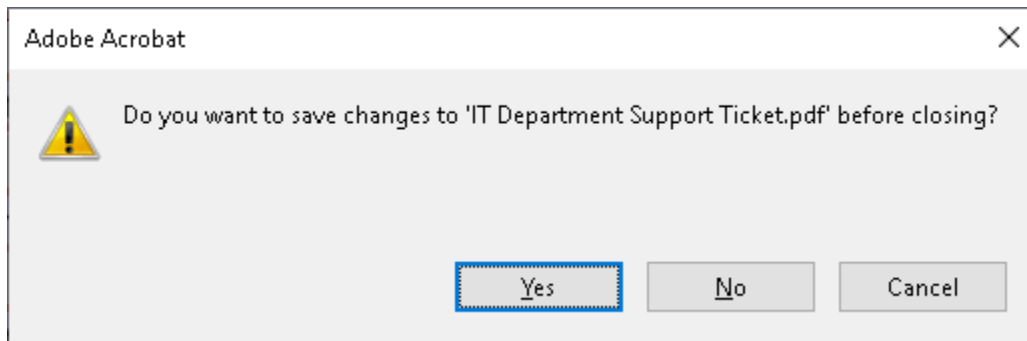 Adobe Acrobat
Do you want to save changes to 'IT Department Support Ticket.pdf' before closing?
Yes
No
Cancel